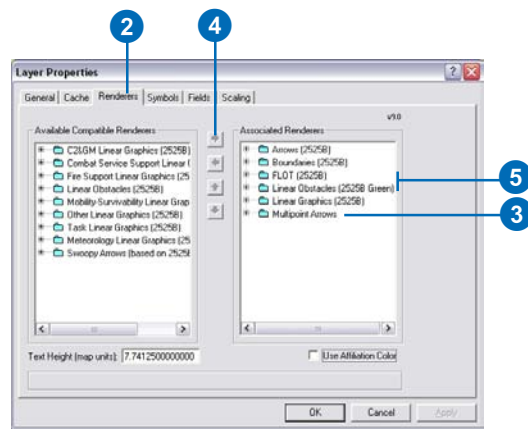 2
4
Layer Properties
General Cache Renderers Symbols Fields Scaling
v9.0
Available Compatible Renderers
C2&GM Linear Graphics (2525B)
Combat Service Support Linear (
Fire Support Linear Graphics (25
Linear Obstacles (2525B)
Mobility-Survivability Linear Grap
Other Linear Graphics (2525B)
Task Linear Graphics (2525B)
Meteorology Linear Graphics (25
Swoopy Arrows (based on 2525B
Associated Renderers
Arrows (2525B)
Boundaries (2525B)
FLOT (2525B)
Linear Obstacles (2525B Green)
Linear Graphics (2525B)
Multipoint Arrows
5
3
Text Height (map units): 7.7412500000000
Use Affiliation Color
OK Cancel Apply